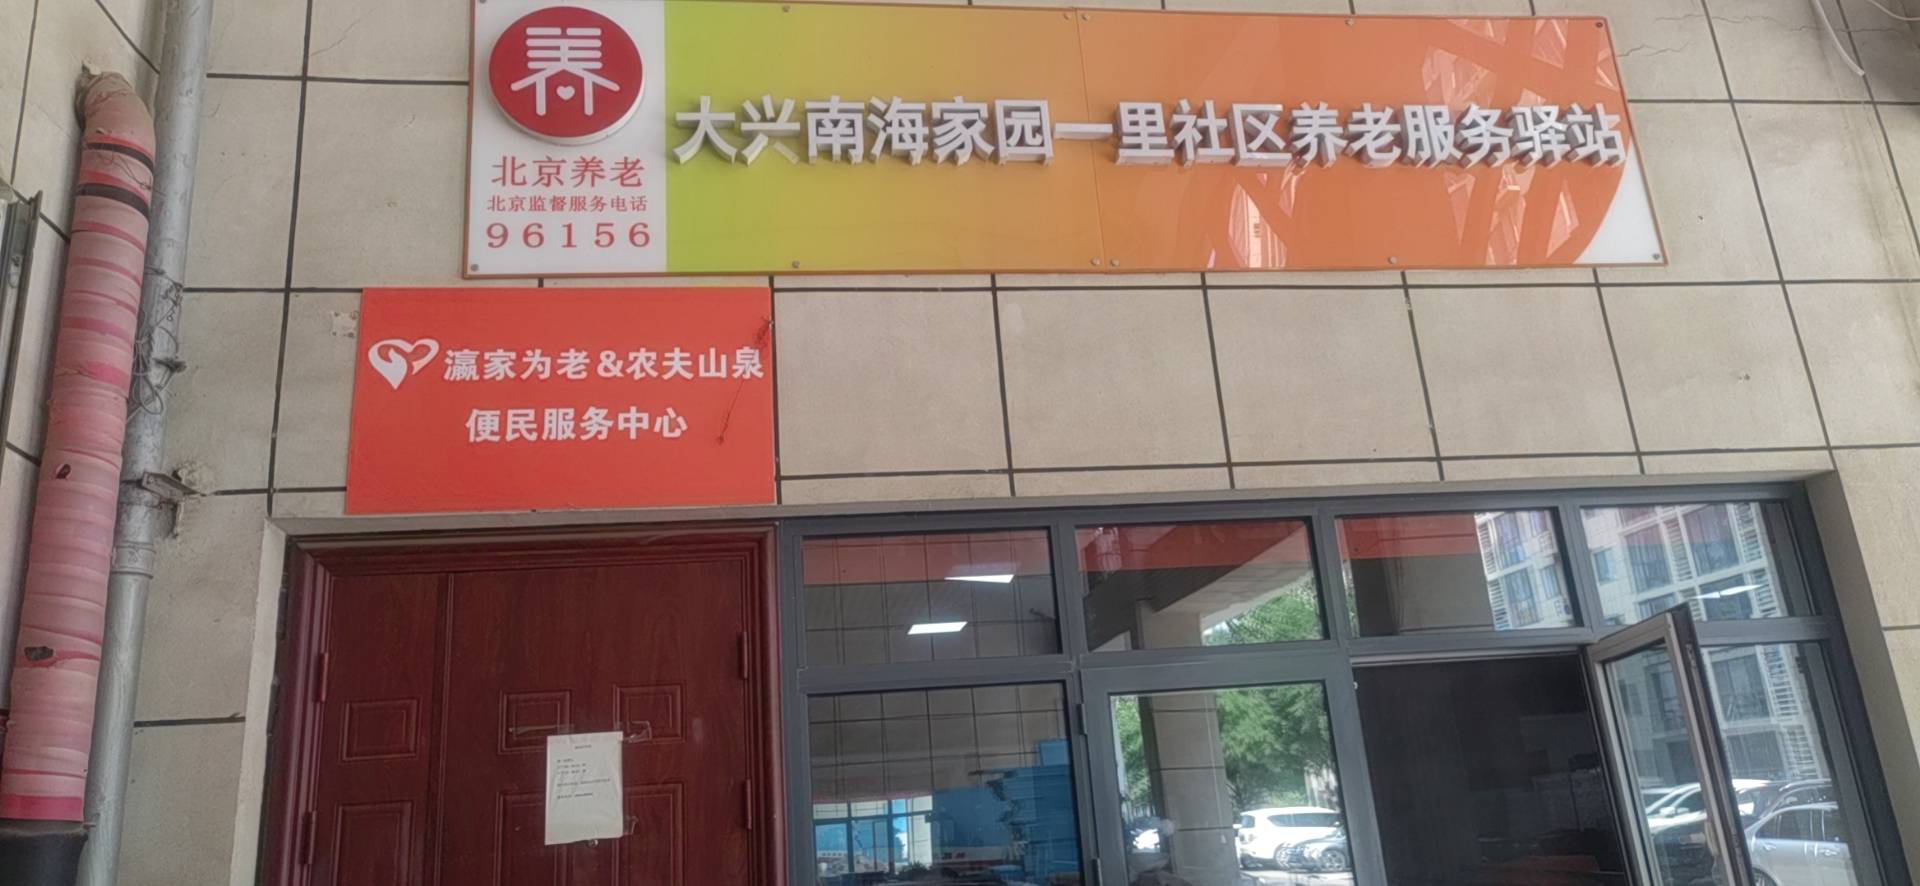 养
北京养老
北京监督服务电话
96156
大兴南海家园一里社区养老服务驿站
瀛家为老&农夫山泉
便民服务中心